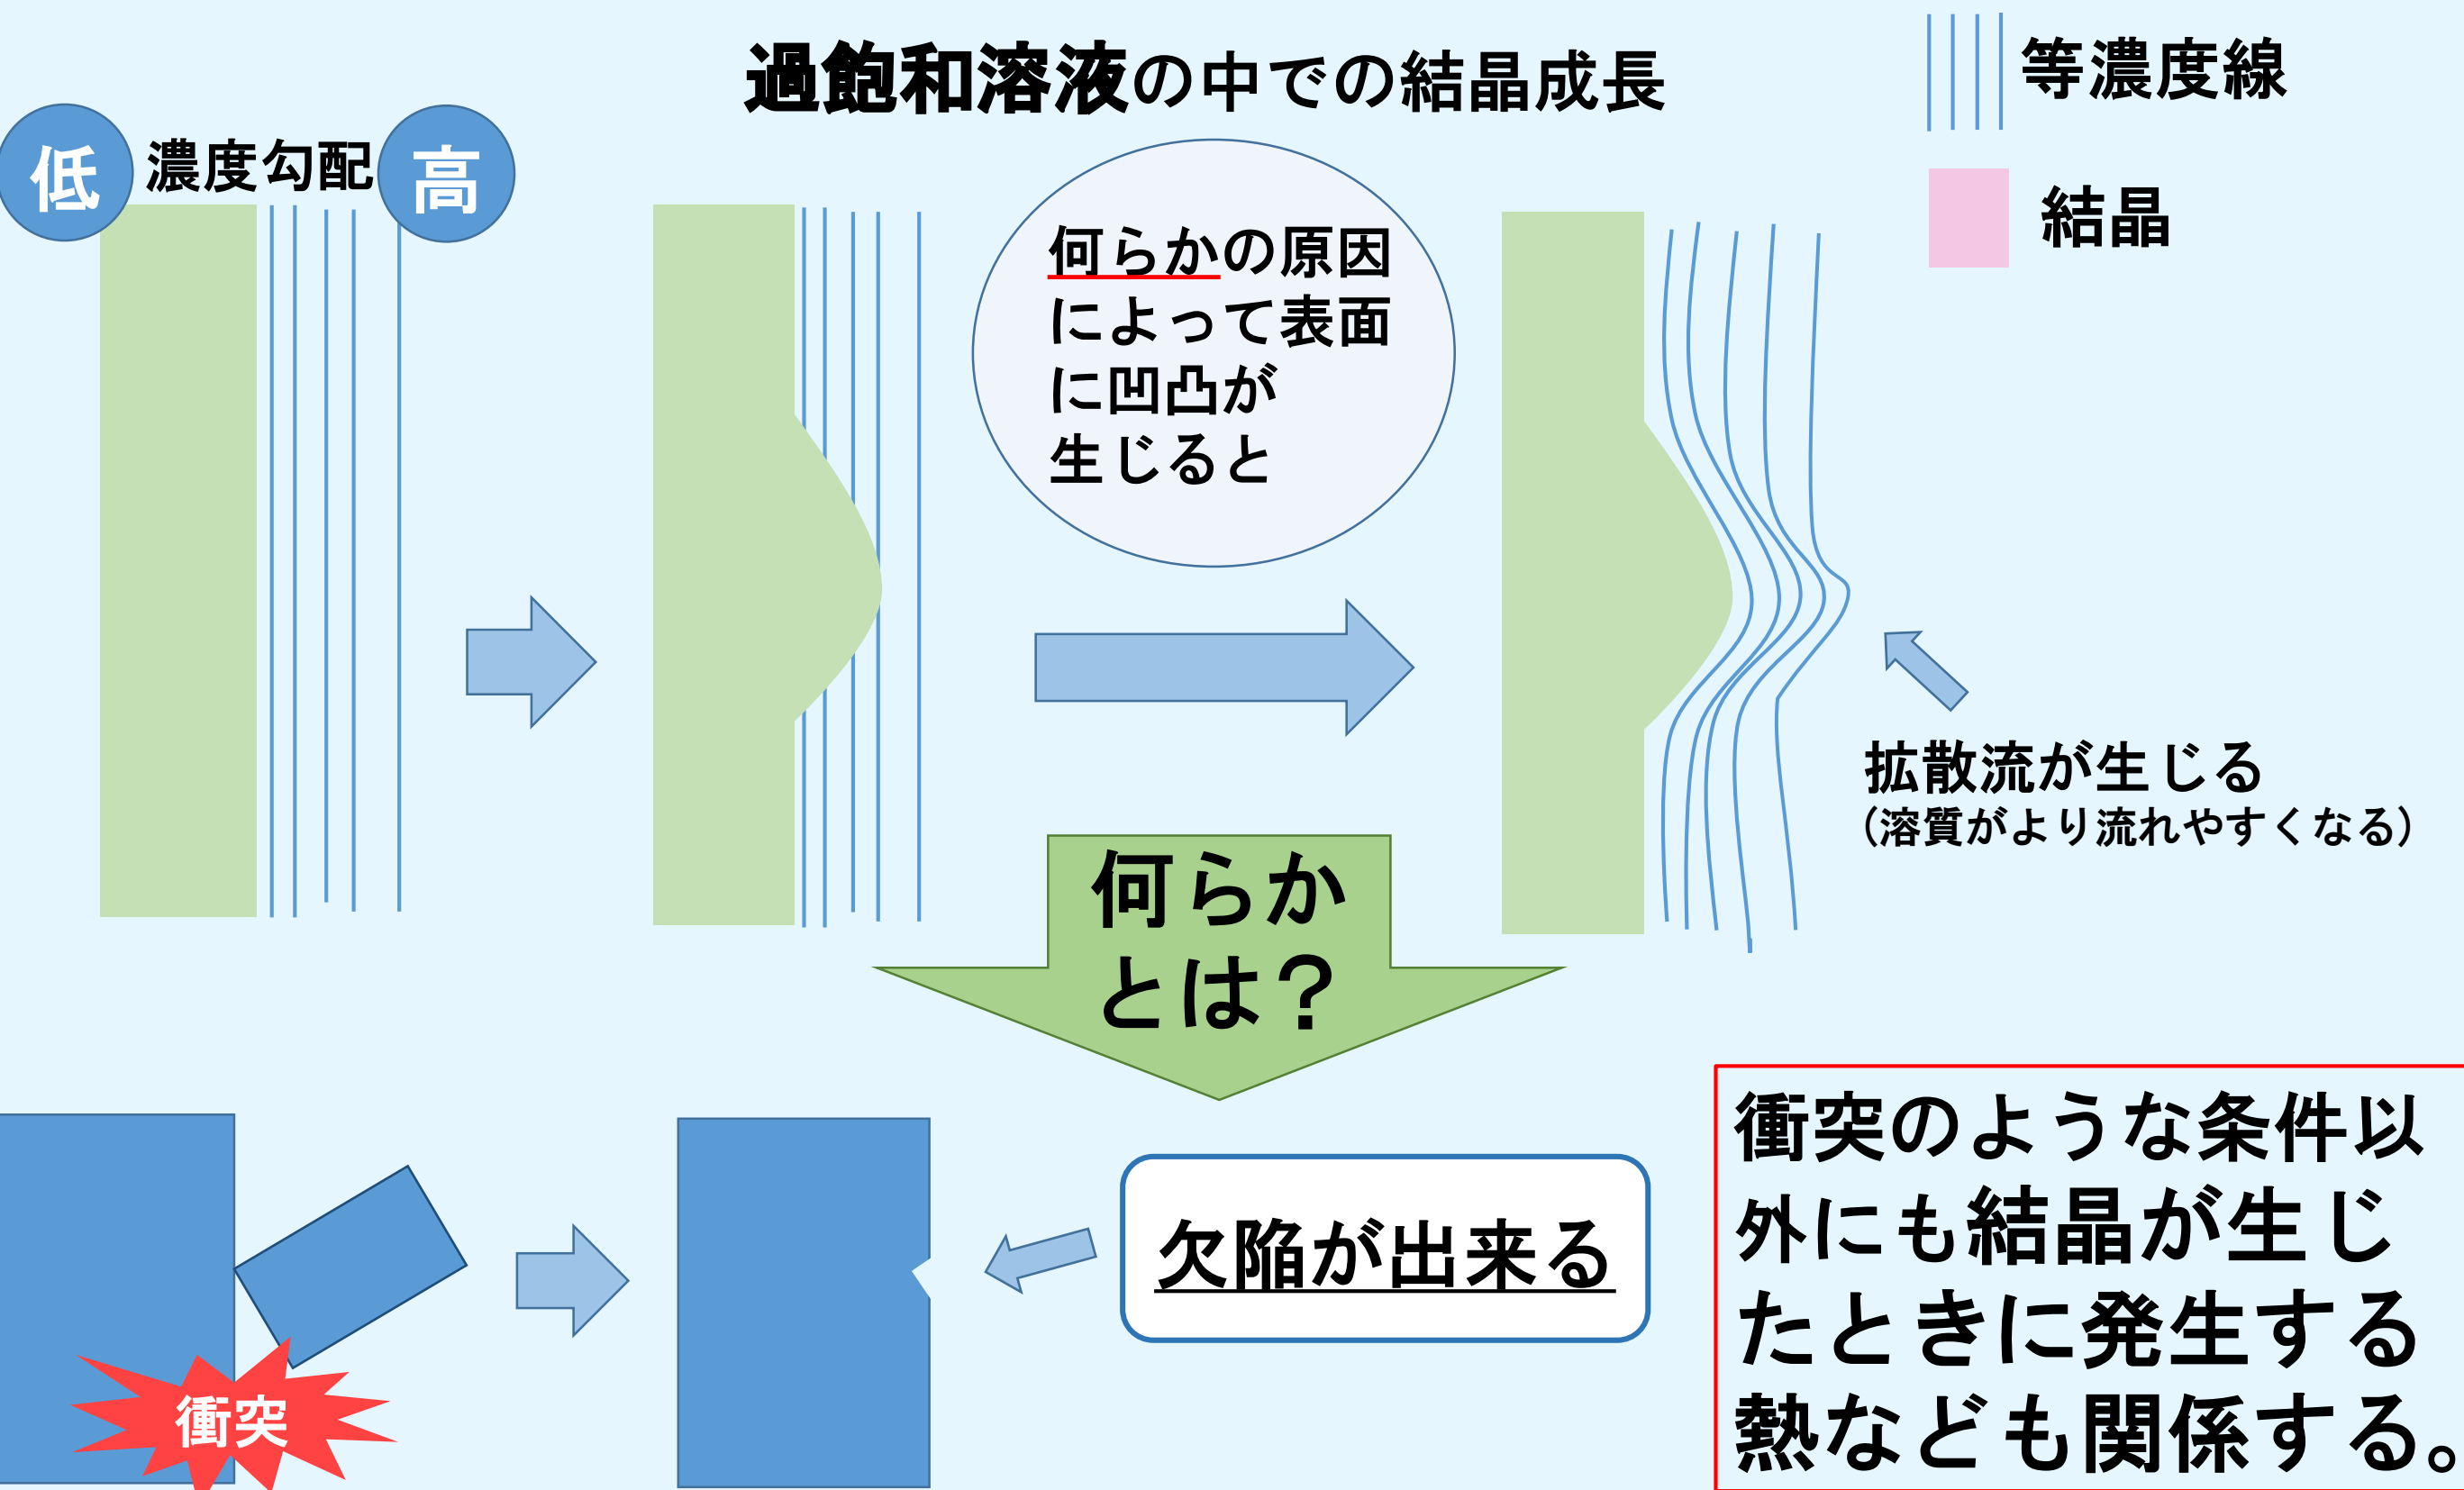 過飽和溶液の中での結晶成長
等濃度線
結晶
低
濃度勾配
高
何らかの原因
によって表面
に凹凸が
生じると
拡散流が生じる
（溶質がより流れやすくなる）
何らか
とは？
衝突
欠陥が出来る
衝突のような条件以
外にも結晶が生じ
たときに発生する
熱なども関係する。